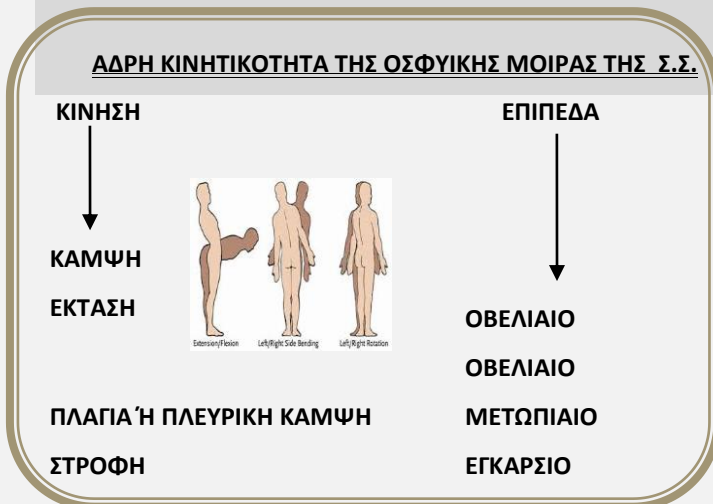 ΑΔΡΗ ΚΙΝΗΤΙΚΟΤΗΤΑ ΤΗΣ ΟΣΦΥΙΚΗΣ ΜΟΙΡΑΣ ΤΗΣ Σ.Σ.
ΚΙΝΗΣΗ ΕΠΙΠΕΔΑ
ΚΑΜΨΗ
ΕΚΤΑΣΗ
Extension/Flexion Left/Right Side Bending Left/Right Rotation
ΟΒΕΛΙΑΙΟ
ΟΒΕΛΙΑΙΟ
ΠΛΑΓΙΑ Ή ΠΛΕΥΡΙΚΗ ΚΑΜΨΗ ΜΕΤΩΠΙΑΙΟ
ΣΤΡΟΦΗ ΕΓΚΑΡΣΙΟ